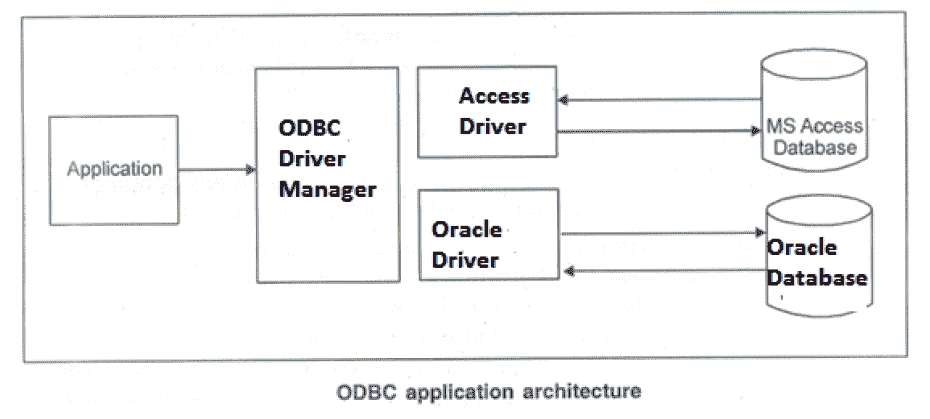 Application
ODBC
Driver
Manager
Access
Driver
MS Access
Database
Oracle
Driver
Oracle
Database
ODBC application architecture